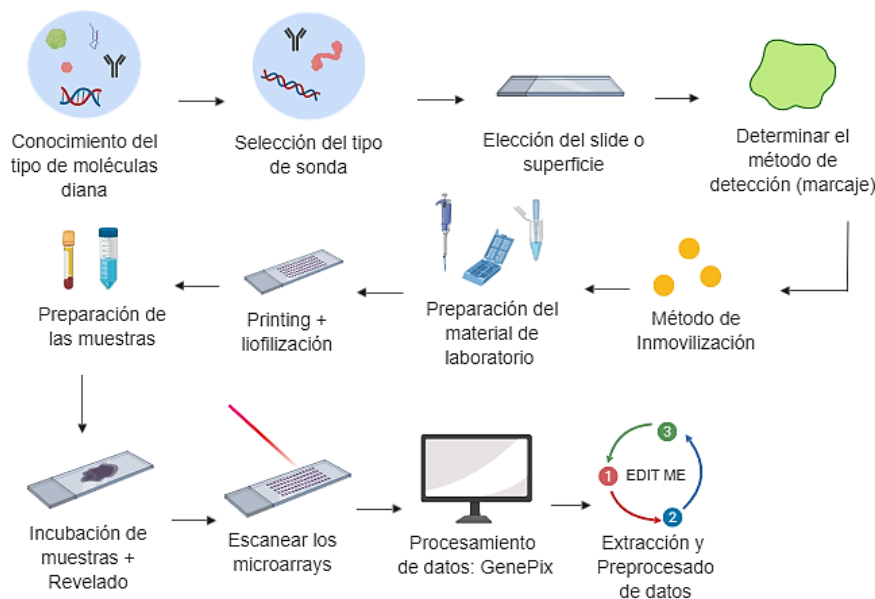 Conocimiento del
tipo de moléculas
diana
Selección del tipo
de sonda
Elección del slide o
superficie
Determinar el
método de
detección (marcaje)
Método de
Inmovilización
Preparación del
material de
laboratorio
Printing +
liofilización
Preparación de
las muestras
Incubación de
muestras +
Revelado
Escanear los
microarrays
Procesamiento
de datos: GenePix
3
1 EDIT ME
2
Extracción y
Preprocesado
de datos